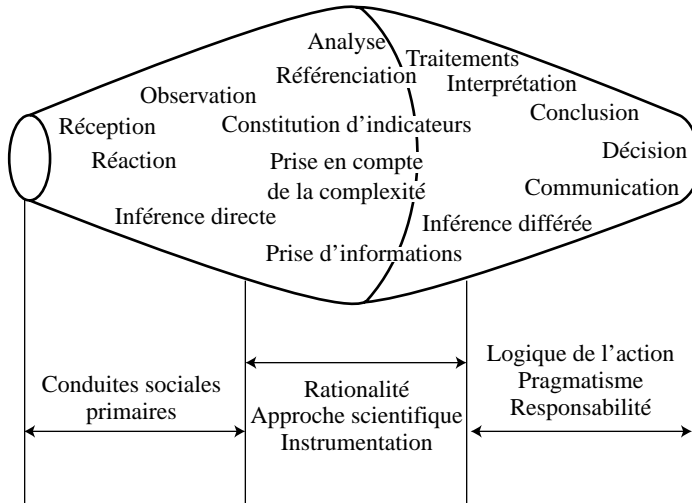 Analyse
Traitements
Référenciation
Interprétation
Observation
Conclusion
Réception
Constitution d’indicateurs
Réaction
Prise en compte
de la complexité
Décision
Communication
Inférence directe
Inférence différée
Prise d’informations
Conduites sociales
primaires
Rationalité
Approche scientifique
Instrumentation
Logique de l’action
Pragmatisme
Responsabilité